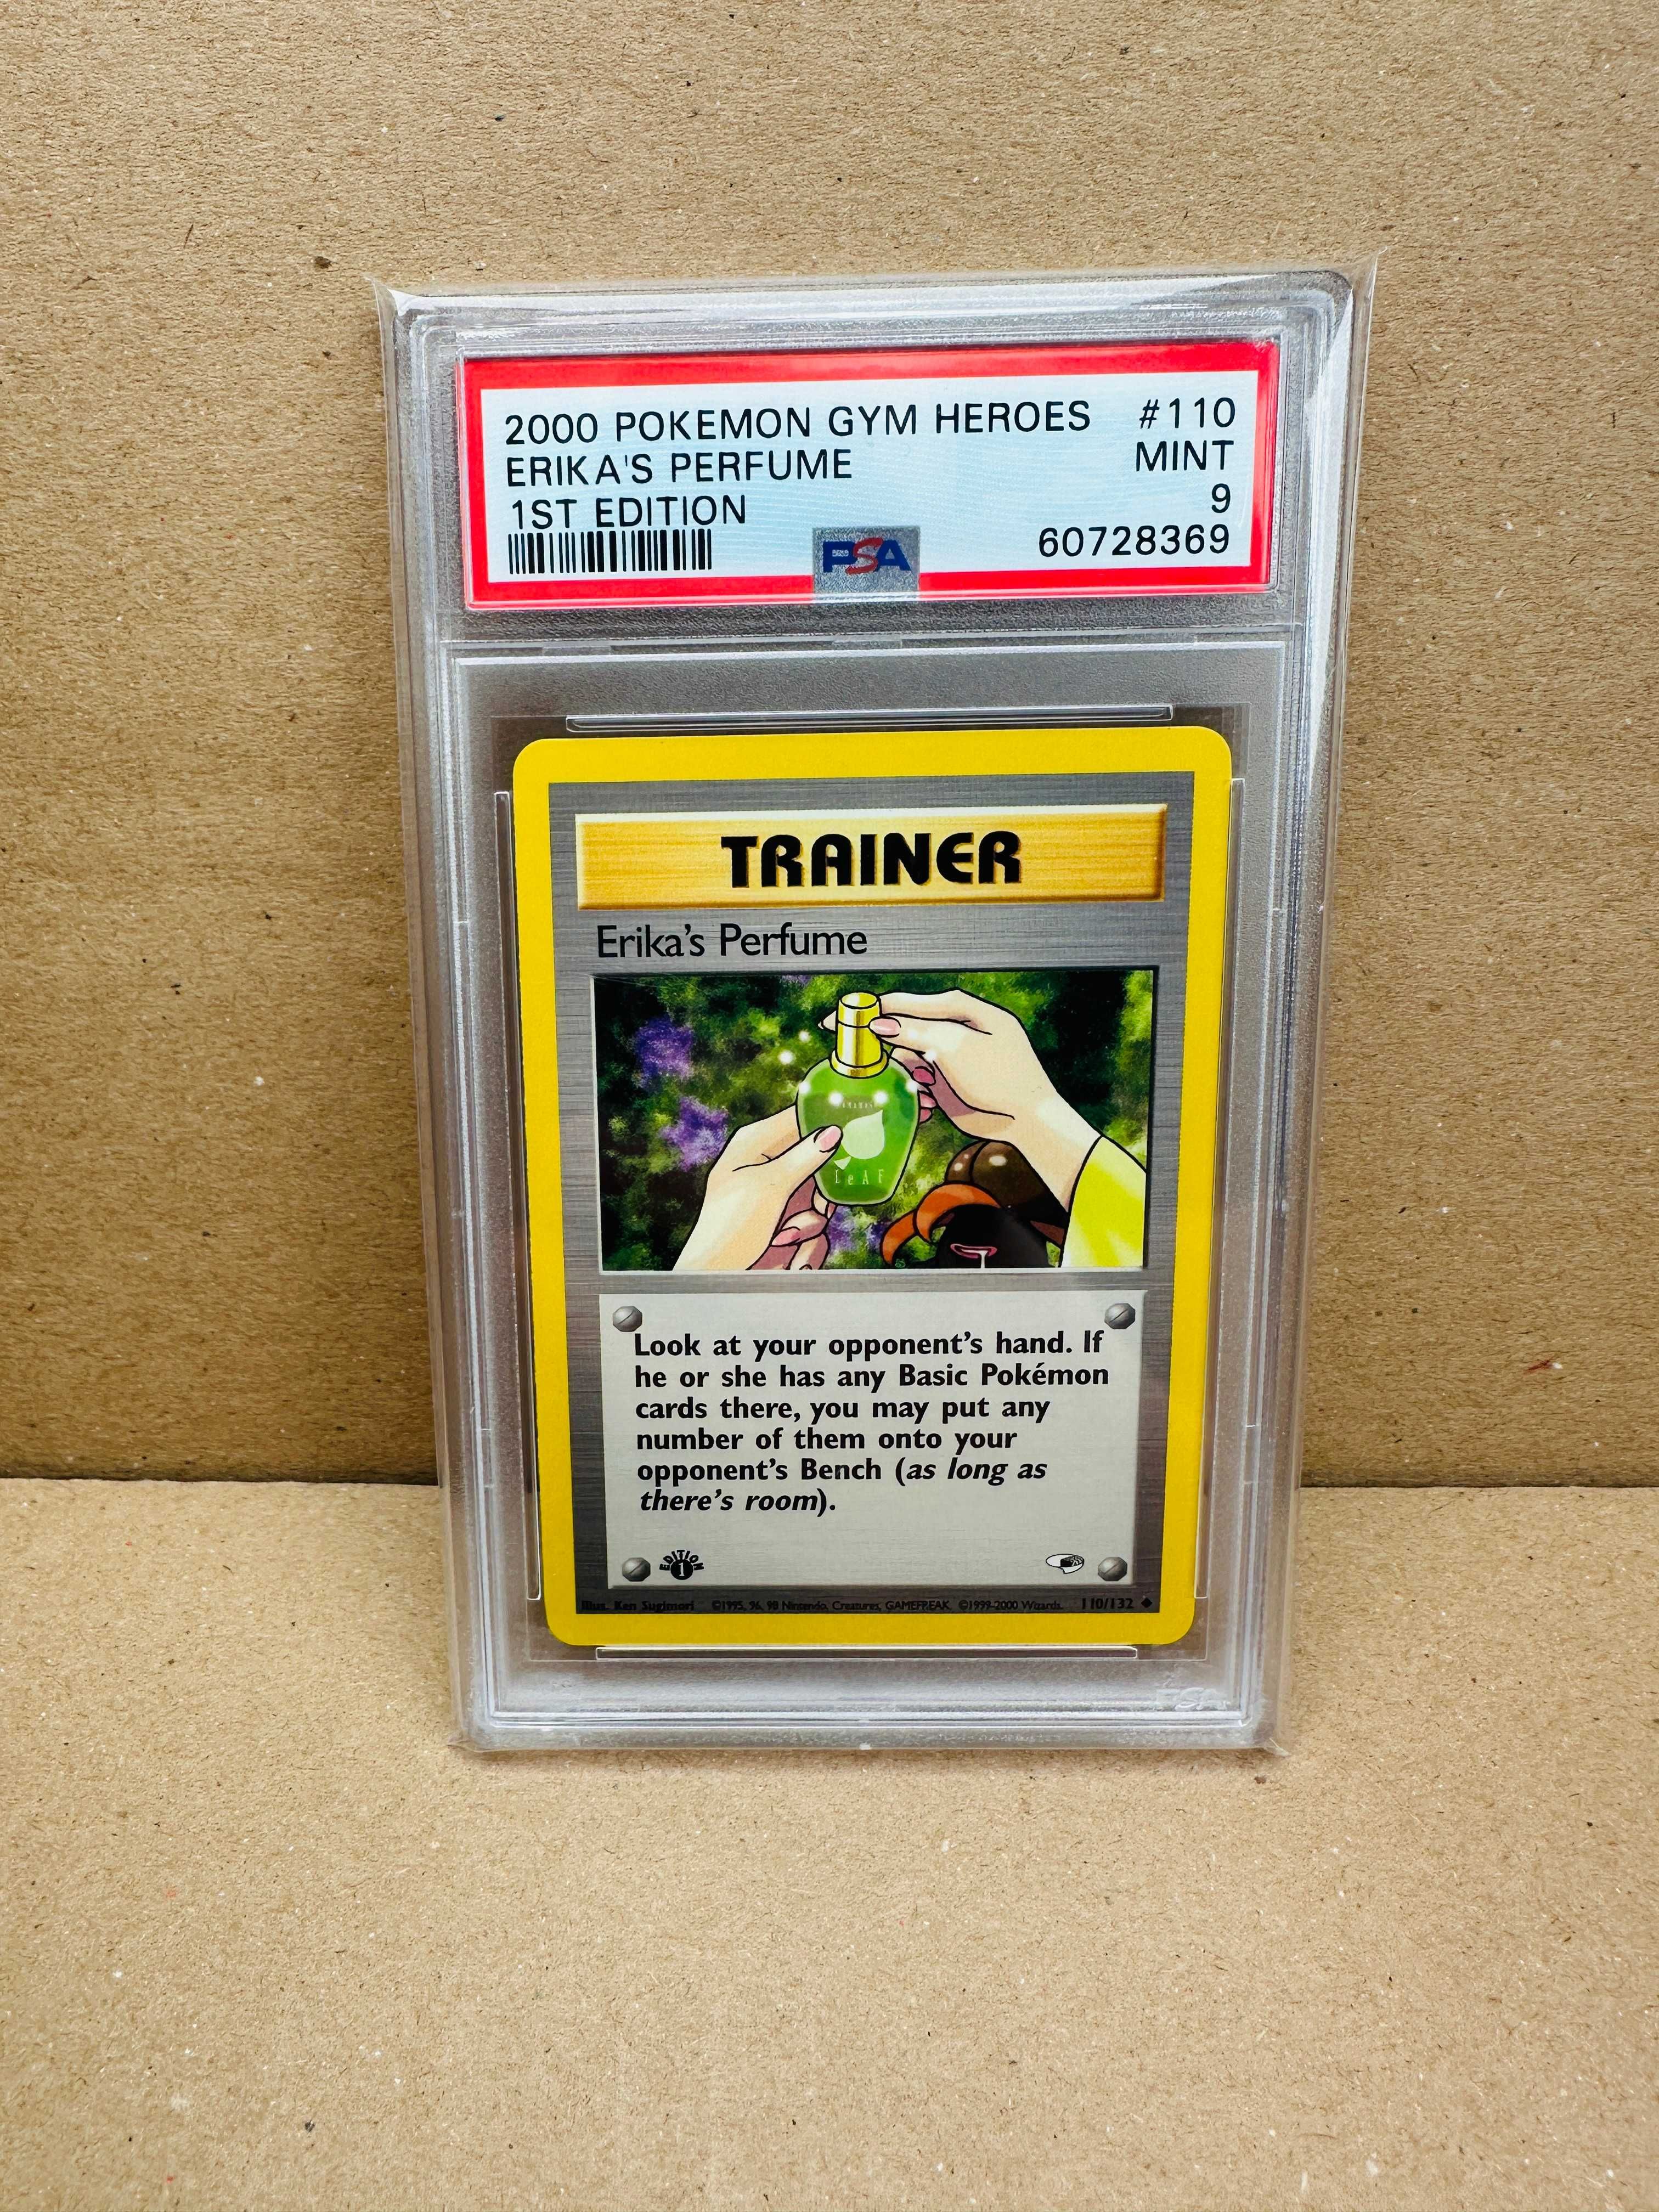 2000 POKEMON GYM HEROES #110
ERIKA'S PERFUME MINT
1ST EDITION 9
PSA 60728369
TRAINER
Erika's Perfume
LeAF
Look at your opponent's hand. If
he or she has any Basic Pokémon
cards there, you may put any
number of them onto your
opponent's Bench (as long as
there's room).
EDITION
1
Illus. Ken Sugimori ©1995, 96, 98 Nintendo, Creatures, GAMEFREAK. ©1999-2000 Wizards. 110/132